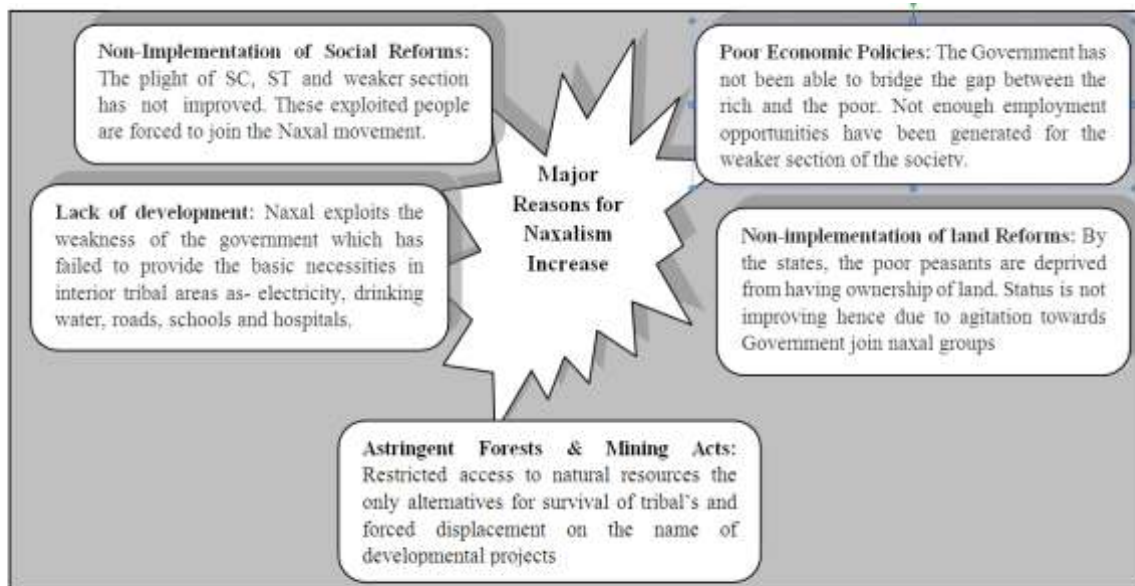 Non-Implementation of Social Reforms:
The plight of SC, ST and weaker section
has not improved. These exploited people
are forced to join the Naxal movement.
Poor Economic Policies: The Government has
not been able to bridge the gap between the
rich and the poor. Not enough employment
opportunities have been generated for the
weaker section of the society.
Major
Reasons for
Naxalism
Increase
Lack of development: Naxal exploits the
weakness of the government which has
failed to provide the basic necessities in
interior tribal areas as- electricity, drinking
water, roads, schools and hospitals.
Non-implementation of land Reforms: By
the states, the poor peasants are deprived
from having ownership of land. Status is not
improving hence due to agitation towards
Government join naxal groups
Astringent Forests & Mining Acts:
Restricted access to natural resources the
only alternatives for survival of tribal`s and
forced displacement on the name of
developmental projects